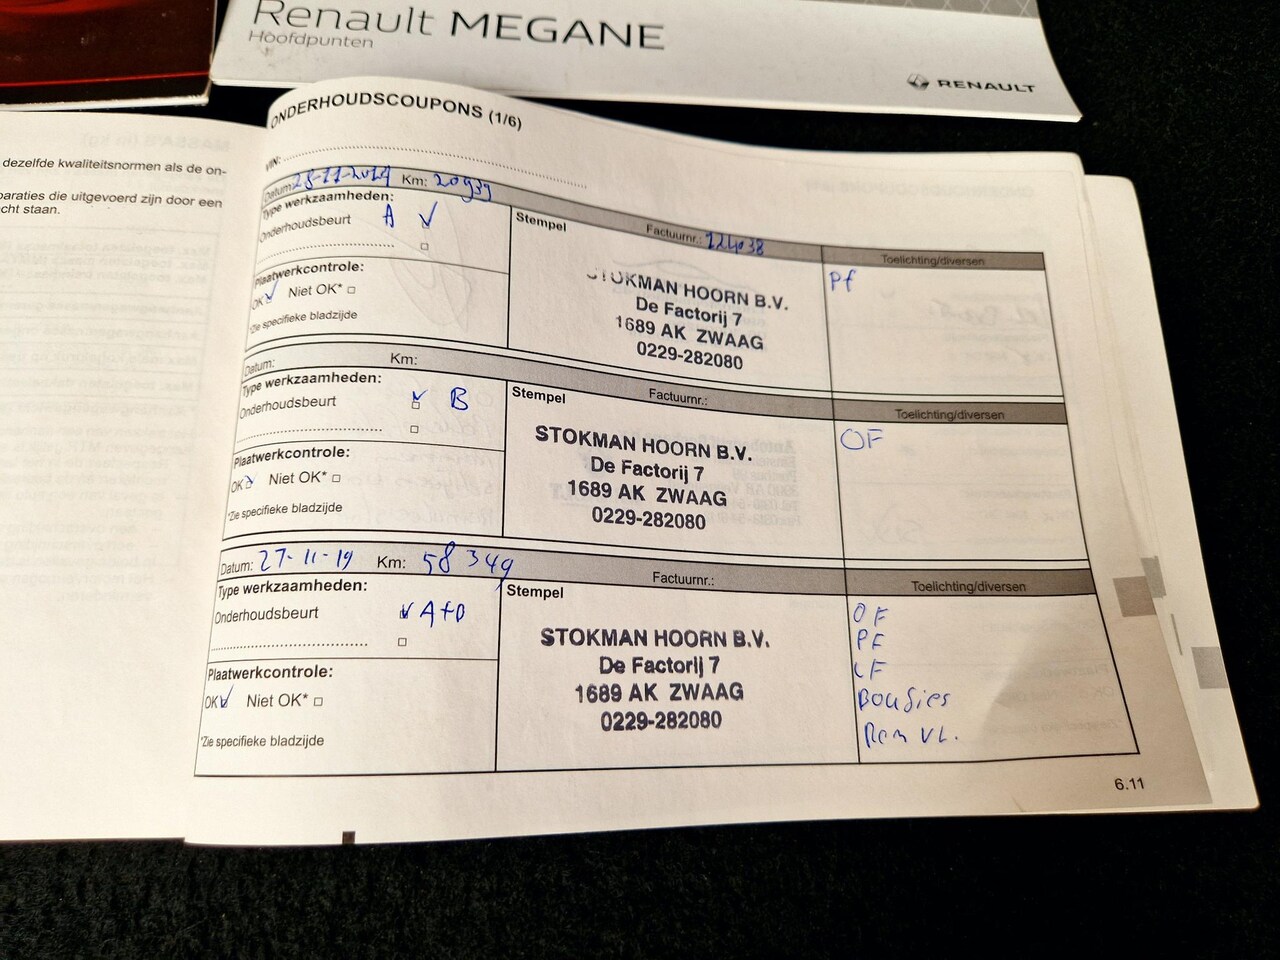 Renault MEGANE
Hoofdpunten
RENAULT
dezelfde kwaliteitsnormen als de on-
paraties die uitgevoerd zijn door een
cht staan.
ONDERHOUDSCOUPONS (1/6)
VIN:
Datum: Km: 20939
Type werkzaamheden:
Onderhoudsbeurt A ✓
Plaatwerkcontrole:
OK ✓ Niet OK* □
*Zie specifieke bladzijde
Stempel
Factuurnr.: 224038
STOKMAN HOORN B.V.
De Factorij 7
1689 AK ZWAAG
0229-282080
Toelichting/diversen
PF
Datum: Km:
Type werkzaamheden:
Onderhoudsbeurt ✓ B
Plaatwerkcontrole:
OK ✓ Niet OK* □
*Zie specifieke bladzijde
Stempel
Factuurnr.:
STOKMAN HOORN B.V.
De Factorij 7
1689 AK ZWAAG
0229-282080
Toelichting/diversen
OF
Datum: 27-11-19 Km: 58349
Type werkzaamheden:
Onderhoudsbeurt ✓ A+D
Plaatwerkcontrole:
OK ✓ Niet OK* □
*Zie specifieke bladzijde
Stempel
Factuurnr.:
STOKMAN HOORN B.V.
De Factorij 7
1689 AK ZWAAG
0229-282080
Toelichting/diversen
OF
PF
LF
Bougies
Rem VL.
6.11